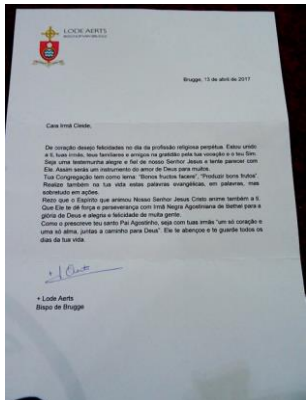 LODE AERTS
Brugge, 13 de abril de 2017
Cara Irmã Cleste,
De coração desejo felicidades no dia da profissão religiosa perpétua. Estou unido
a ti, tuas irmãs, teus familiares e amigos na gratidão pela tua vocação e o teu Sim.
Seja uma testemunha alegre e fiel de nosso Senhor Jesus e tente parecer com
Ele. Assim serás um instrumento do amor de Deus para muitos.
Tua Congregação tem como lema: "Bonos fructos facere", "Produzir bons frutos".
Realize também na tua vida estas palavras evangélicas, em palavras, mas
sobretudo em ações.
Rezo que o Espírito que animou Nosso Senhor Jesus Cristo anime também a ti.
Que Ele te dê força e perseverança com Irmã Negra Agostiniana de Bethel para a
glória de Deus e alegria e felicidade de muita gente.
Como o prescreve teu santo Pai Agostinho, seja com tuas irmãs "um só coração e
uma só alma, juntas a caminho para Deus". Ele te abençoe e te guarde todos os
dias da tua vida.
+ Lode Aerts
Bispo de Brugge